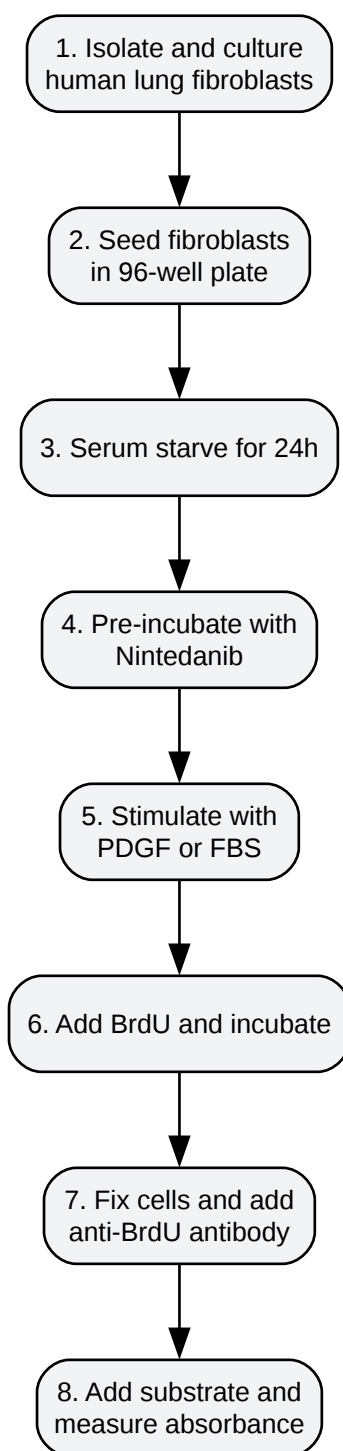 1. Isolate and culture
human lung fibroblasts
2. Seed fibroblasts
in 96-well plate
3. Serum starve for 24h
4. Pre-incubate with
Nintedanib
5. Stimulate with
PDGF or FBS
6. Add BrdU and incubate
7. Fix cells and add
anti-BrdU antibody
8. Add substrate and
measure absorbance